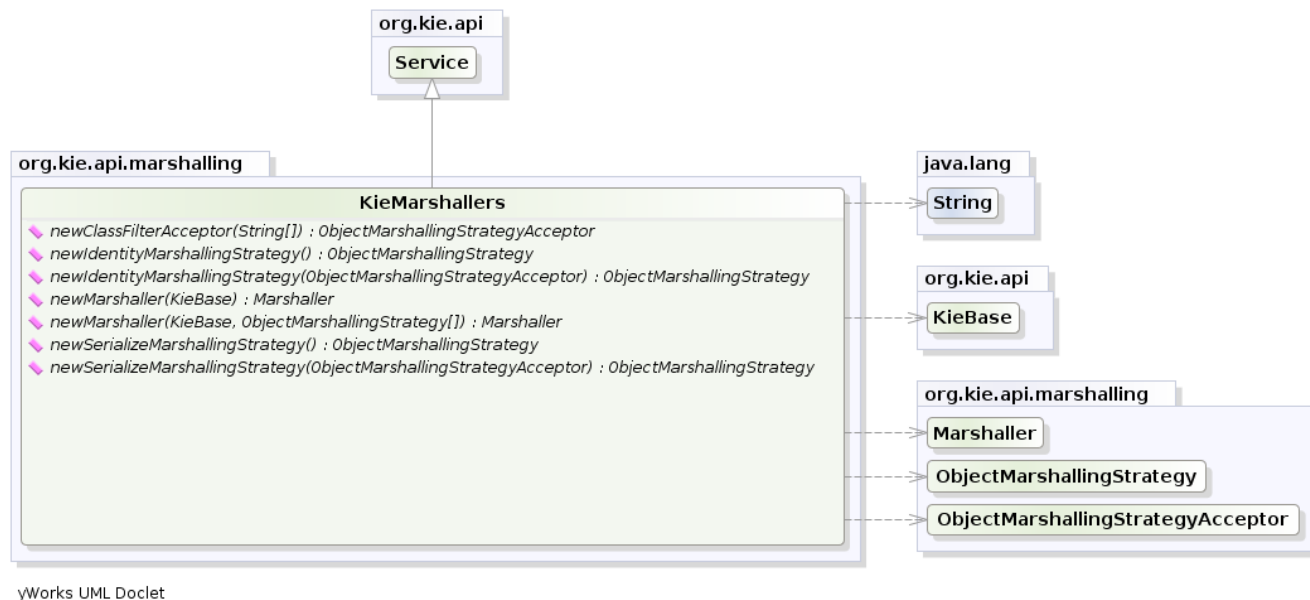 org.kie.api
Service
org.kie.api.marshalling
KieMarshallers
newClassFilterAcceptor(String[]) : ObjectMarshallingStrategyAcceptor
newIdentityMarshallingStrategy() : ObjectMarshallingStrategy
newIdentityMarshallingStrategy(ObjectMarshallingStrategyAcceptor) : ObjectMarshallingStrategy
newMarshaller(KieBase) : Marshaller
newMarshaller(KieBase, ObjectMarshallingStrategy[]) : Marshaller
newSerializeMarshallingStrategy() : ObjectMarshallingStrategy
newSerializeMarshallingStrategy(ObjectMarshallingStrategyAcceptor) : ObjectMarshallingStrategy
java.lang
String
org.kie.api
KieBase
org.kie.api.marshalling
Marshaller
ObjectMarshallingStrategy
ObjectMarshallingStrategyAcceptor
yWorks UML Doclet